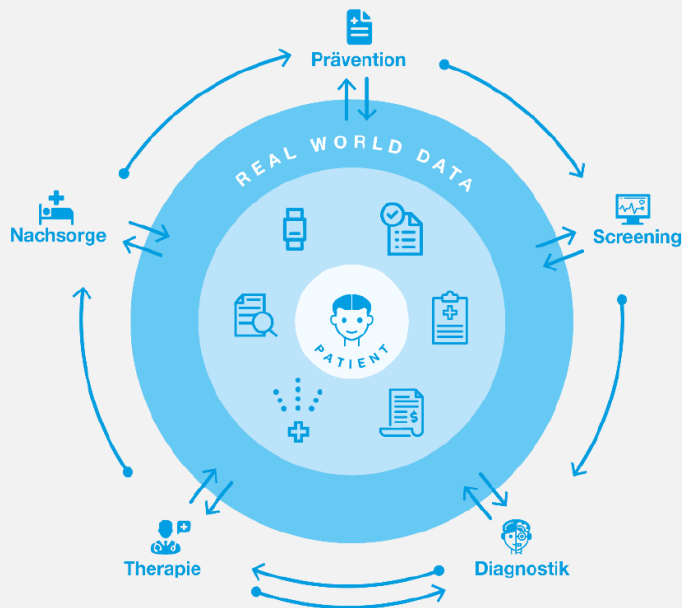 Prävention
REAL WORLD DATA
Nachsorge
Screening
PATIENT
$
Therapie
Diagnostik